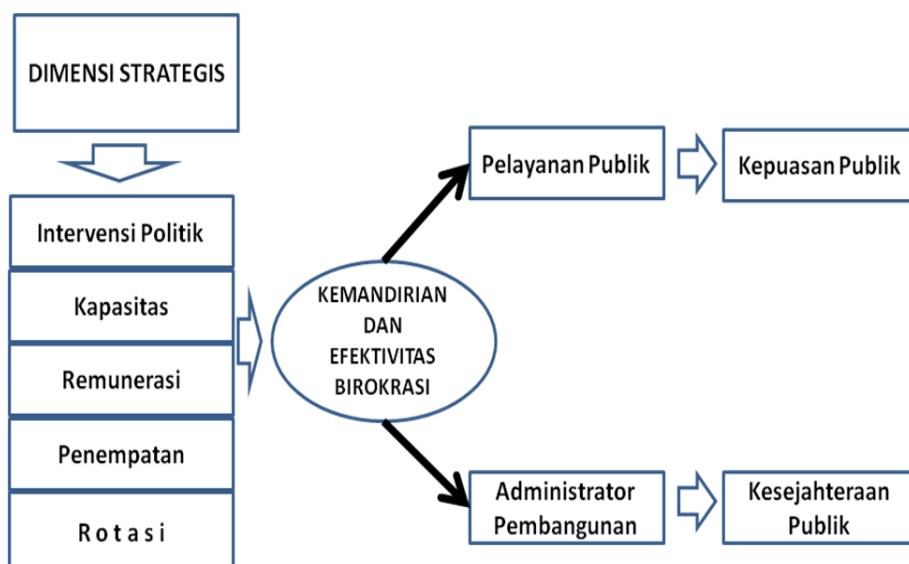 DIMENSI STRATEGIS
Intervensi Politik
Kapasitas
Remunerasi
Penempatan
R o t a s i
KEMANDIRIAN
DAN
EFEKTIVITAS
BIROKRASI
Pelayanan Publik
Kepuasan Publik
Administrator
Pembangunan
Kesejahteraan
Publik